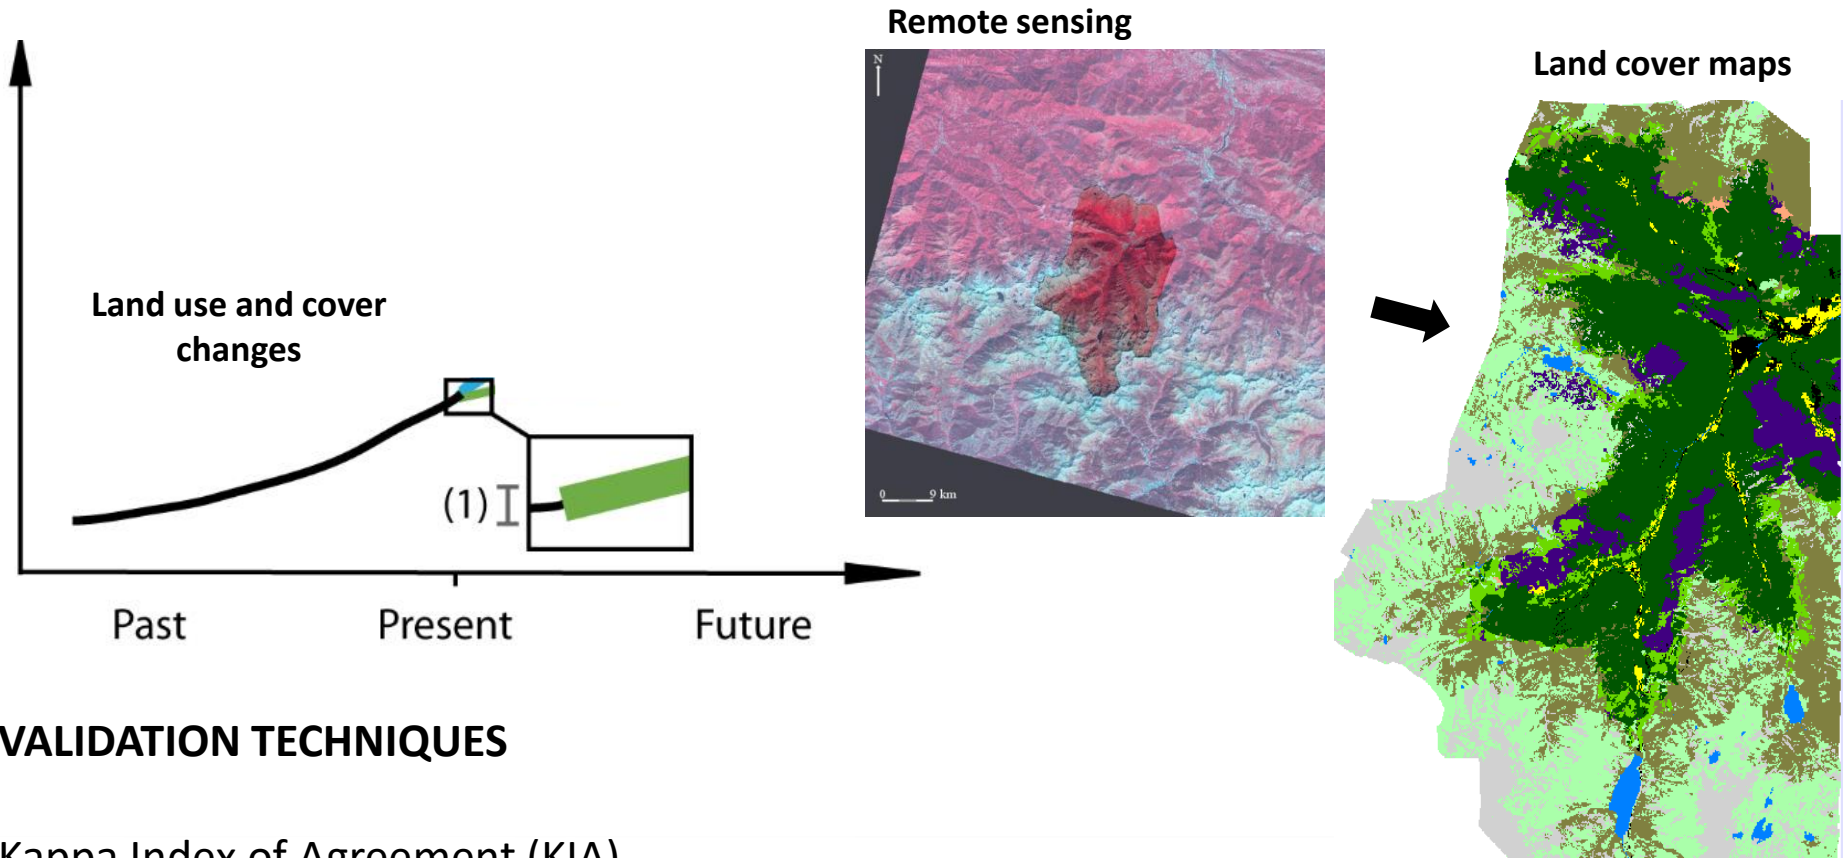 Remote sensing
Land cover maps
N
0 9 km
Land use and cover
changes
(1)
Past Present Future
VALIDATION TECHNIQUES
Kappa Index of Agreement (KIA)